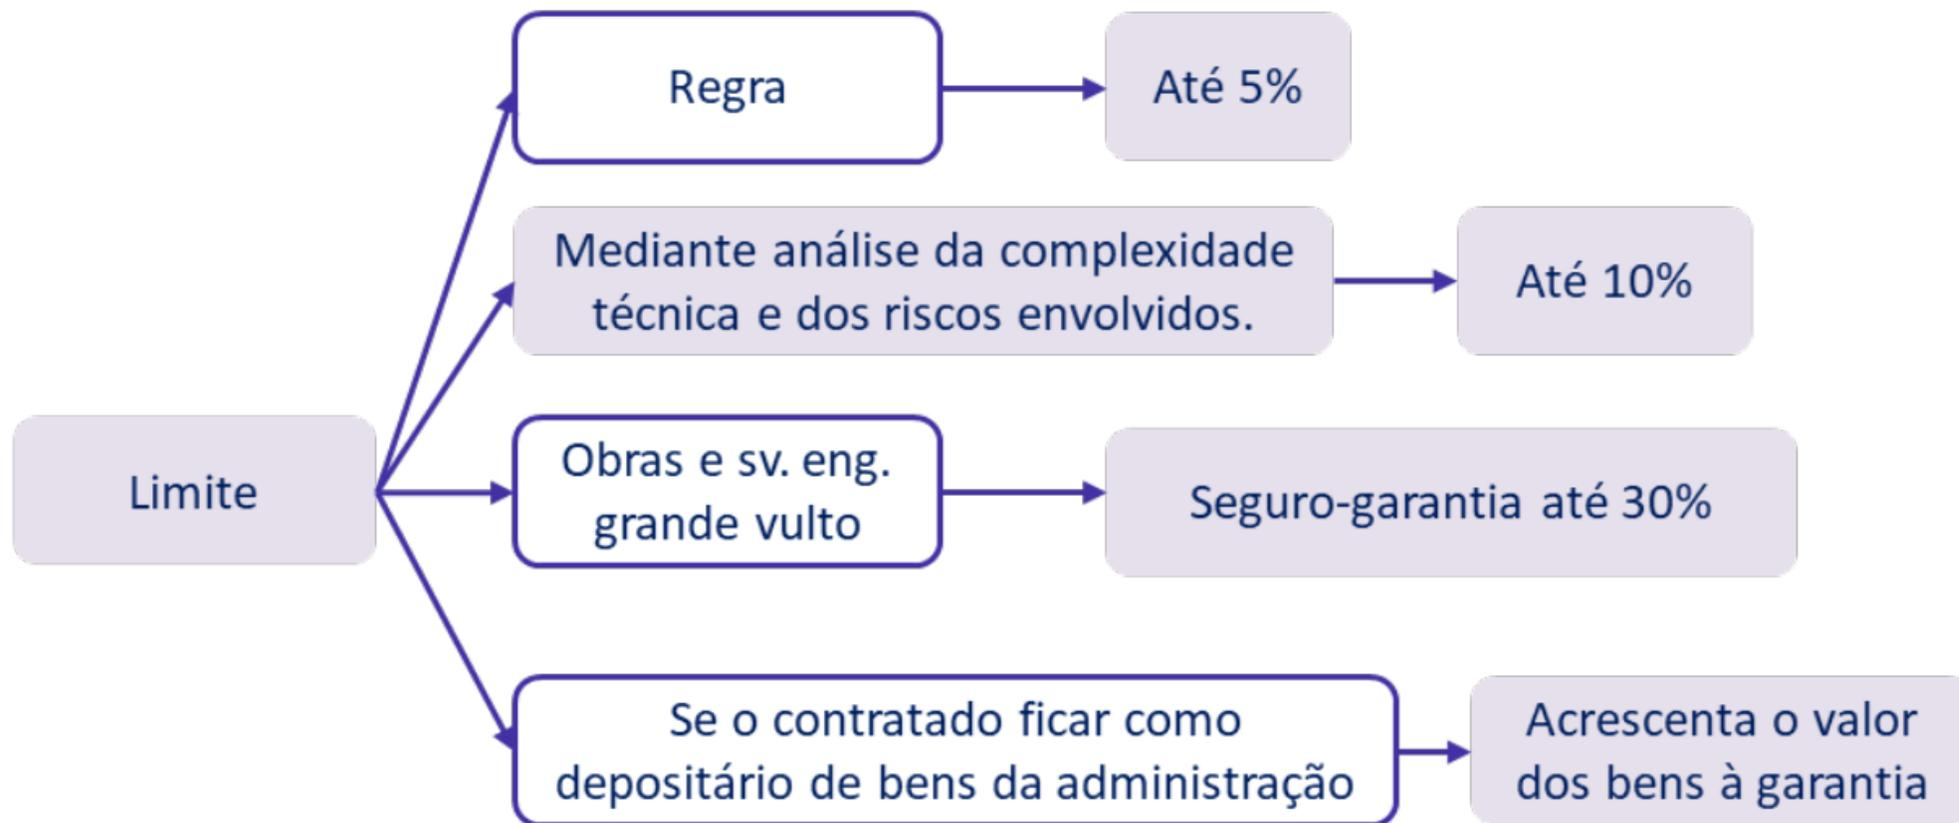 Regra
Até 5%
Mediante análise da complexidade
técnica e dos riscos envolvidos.
Até 10%
Limite
Obras e sv. eng.
grande vulto
Seguro-garantia até 30%
Se o contratado ficar como
depositário de bens da administração
Acrescenta o valor
dos bens à garantia